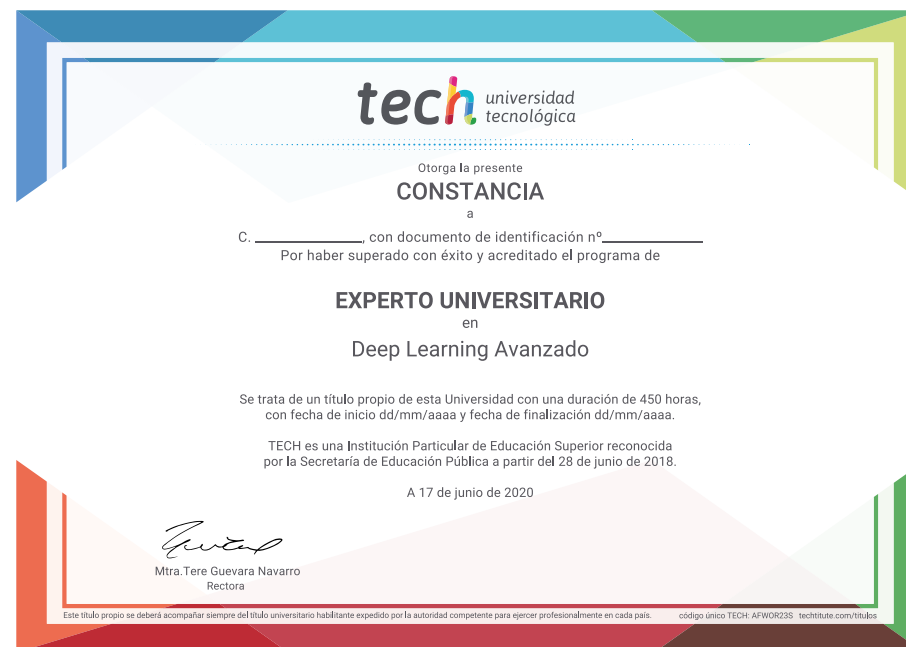 tech universidad
tecnológica
Otorga la presente
CONSTANCIA
a
C. ____________, con documento de identificación nº____________
Por haber superado con éxito y acreditado el programa de
EXPERTO UNIVERSITARIO
en
Deep Learning Avanzado
Se trata de un título propio de esta Universidad con una duración de 450 horas,
con fecha de inicio dd/mm/aaaa y fecha de finalización dd/mm/aaaa.
TECH es una Institución Particular de Educación Superior reconocida
por la Secretaría de Educación Pública a partir del 28 de junio de 2018.
A 17 de junio de 2020
Mtra.Tere Guevara Navarro
Rectora
Este título propio se deberá acompañar siempre del título universitario habilitante expedido por la autoridad competente para ejercer profesionalmente en cada país. código único TECH: AFWOR23S techtitute.com/titulos